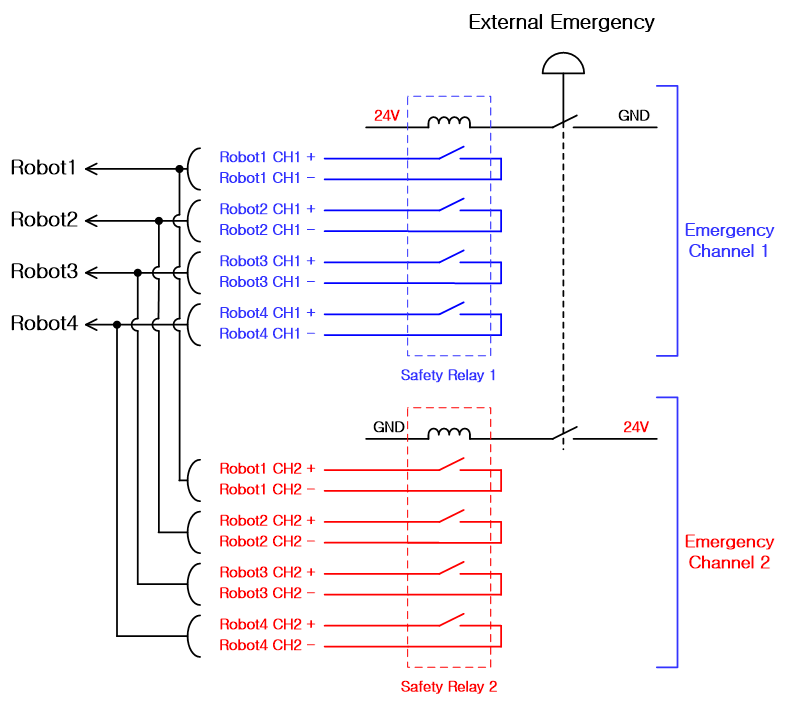 External Emergency
24V
GND
Robot1
Robot1 CH1 +
Robot1 CH1 −
Robot2
Robot2 CH1 +
Robot2 CH1 −
Robot3
Robot3 CH1 +
Robot3 CH1 −
Robot4
Robot4 CH1 +
Robot4 CH1 −
Emergency
Channel 1
Safety Relay 1
GND
24V
Robot1 CH2 +
Robot1 CH2 −
Robot2 CH2 +
Robot2 CH2 −
Robot3 CH2 +
Robot3 CH2 −
Robot4 CH2 +
Robot4 CH2 −
Emergency
Channel 2
Safety Relay 2